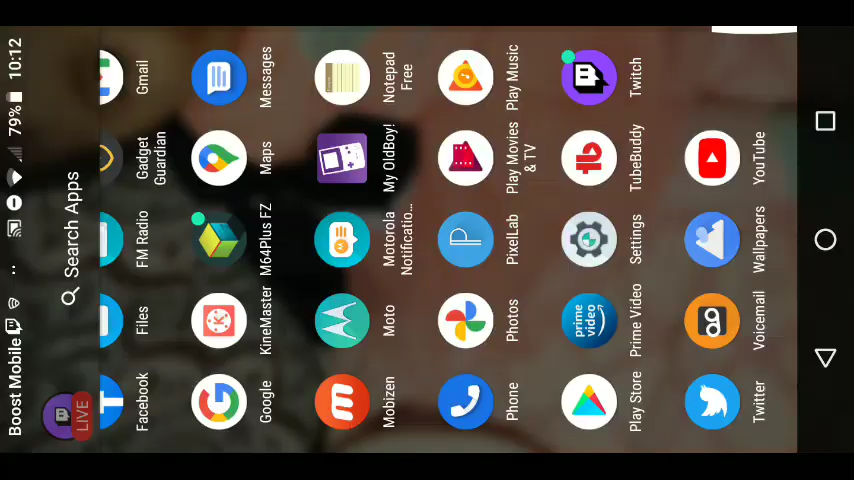 Boost Mobile
79%
10:12
LIVE
Search Apps
Facebook
Files
FM Radio
Gadget
Guardian
Gmail
Google
KineMaster
M64Plus FZ
Maps
Messages
Mobizen
Moto
Motorola
Notificatio...
My OldBoy!
Notepad
Free
Phone
Photos
PixelLab
Play Movies
& TV
Play Music
Play Store
prime
video
Prime Video
Settings
TubeBuddy
Twitch
Twitter
Voicemail
Wallpapers
YouTube